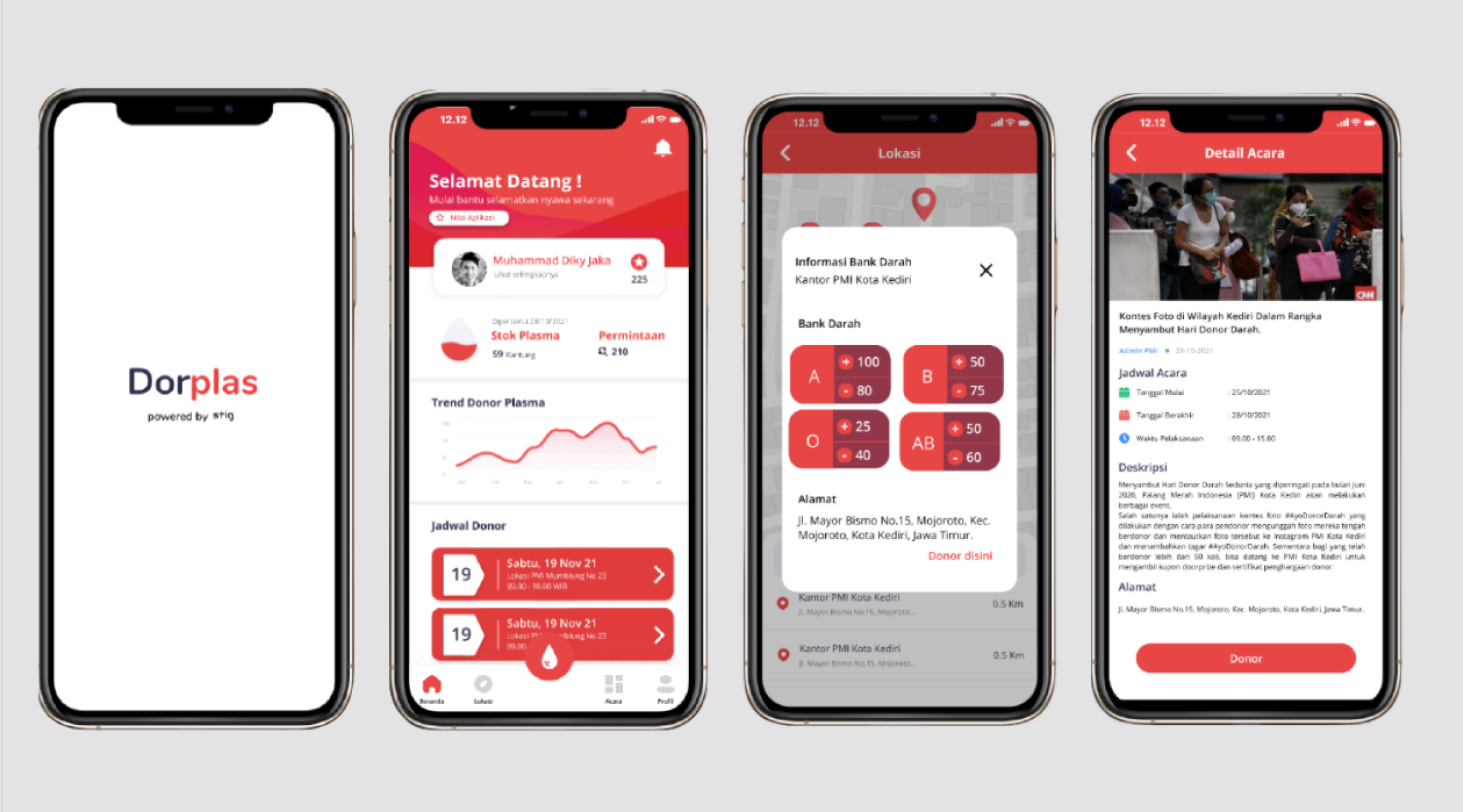 Dorplas
powered by stig
12.12
Selamat Datang !
Mulai bantu selamatkan nyawa sekarang
Nilai Aplikasi
Muhammad Diky Jaka
Lihat selengkapnya
225
Diperbarui 28/10/2021
Stok Plasma
59 Kantung
Permintaan
210
Trend Donor Plasma
Jadwal Donor
19
Sabtu, 19 Nov 21
Lokasi PMI Mumblung No 23
09.00 - 16.00 WIB
19
Sabtu, 19 Nov 21
Lokasi
No 23
09.00
Beranda
Lokasi
Acara
Profil
12.12
Lokasi
Informasi Bank Darah
Kantor PMI Kota Kediri
Bank Darah
A + 100 - 80
B + 50 - 75
O + 25 - 40
AB + 50 - 60
Alamat
Jl. Mayor Bismo No.15, Mojoroto, Kec.
Mojoroto, Kota Kediri, Jawa Timur.
Donor disini
Kantor PMI Kota Kediri
Jl. Mayor Bismo No.15, Mojoroto...
0.5 Km
Kantor PMI Kota Kediri
Jl. Mayor Bismo No.15, Mojoroto...
0.5 Km
12.12
Detail Acara
CNN
Kontes Foto di Wilayah Kediri Dalam Rangka
Menyambut Hari Donor Darah.
Admin PMI • 23-10-2021
Jadwal Acara
Tanggal Mulai : 25/10/2021
Tanggal Berakhir : 28/10/2021
Waktu Pelaksanaan : 09.00 - 15.00
Deskripsi
Menyambut Hari Donor Darah Sedunia yang diperingati pada bulan Juni
2020, Palang Merah Indonesia (PMI) Kota Kediri akan melakukan
berbagai event.
Salah satunya ialah pelaksanaan kontes foto #AyoDonorDarah yang
dilakukan dengan cara para pendonor mengunggah foto mereka tengah
berdonor dan mentautkan foto tersebut ke Instagram PMI Kota Kediri
dan menambahkan tagar #AyoDonorDarah. Sementara bagi yang telah
berdonor lebih dari 50 kali, bisa datang ke PMI Kota Kediri untuk
mengambil kupon doorprize dan sertifikat penghargaan donor.
Alamat
Jl. Mayor Bismo No.15, Mojoroto, Kec. Mojoroto, Kota Kediri, Jawa Timur.
Donor